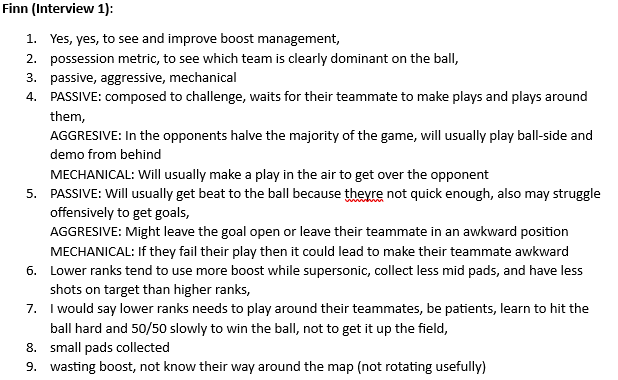 Finn (Interview 1):
1. Yes, yes, to see and improve boost management,
2. possession metric, to see which team is clearly dominant on the ball,
3. passive, aggressive, mechanical
4. PASSIVE: composed to challenge, waits for their teammate to make plays and plays around
them,
AGGRESIVE: In the opponents halve the majority of the game, will usually play ball-side and
demo from behind
MECHANICAL: Will usually make a play in the air to get over the opponent
5. PASSIVE: Will usually get beat to the ball because theyre not quick enough, also may struggle
offensively to get goals,
AGGRESIVE: Might leave the goal open or leave their teammate in an awkward position
MECHANICAL: If they fail their play then it could lead to make their teammate awkward
6. Lower ranks tend to use more boost while supersonic, collect less mid pads, and have less
shots on target than higher ranks,
7. I would say lower ranks needs to play around their teammates, be patients, learn to hit the
ball hard and 50/50 slowly to win the ball, not to get it up the field,
8. small pads collected
9. wasting boost, not know their way around the map (not rotating usefully)